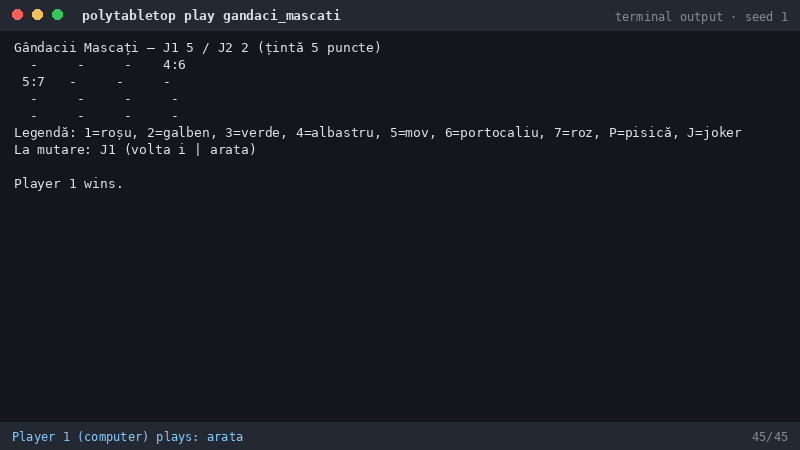 polytabletop play gandaci_mascati
terminal output · seed 1
Gândacii Mascați — J1 5 / J2 2 (țintă 5 puncte)
- - - 4:6
5:7 - - -
- - - -
- - - -
Legendă: 1=roșu, 2=galben, 3=verde, 4=albastru, 5=mov, 6=portocaliu, 7=roz, P=pisică, J=joker
La mutare: J1 (volta i | arata)
Player 1 wins.
Player 1 (computer) plays: arata
45/45